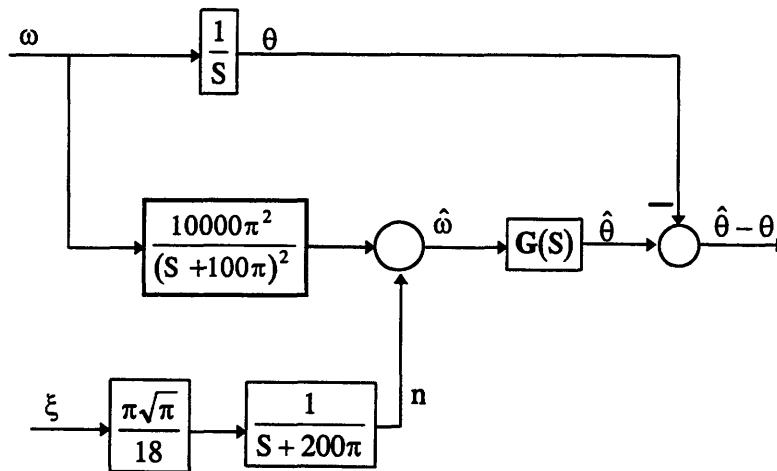 ω
1
S
θ
10000π²
(S +100π)²
ω̂
G(S)
θ̂
−
θ̂ − θ
ξ
π√π
18
1
S + 200π
n